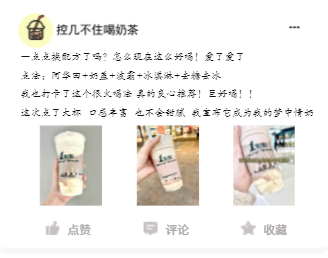 控几不住喝奶茶
一点点换配方了吗？怎么现在这么好喝！爱了爱了
点法：阿华田+奶盖+波霸+冰淇淋+去糖去冰
我也打卡了这个很火喝法 真的良心推荐！巨好喝！！
这次点了大杯 口感丰富 也不会甜腻 我宣布它成为我的梦中情奶
点赞 评论 收藏